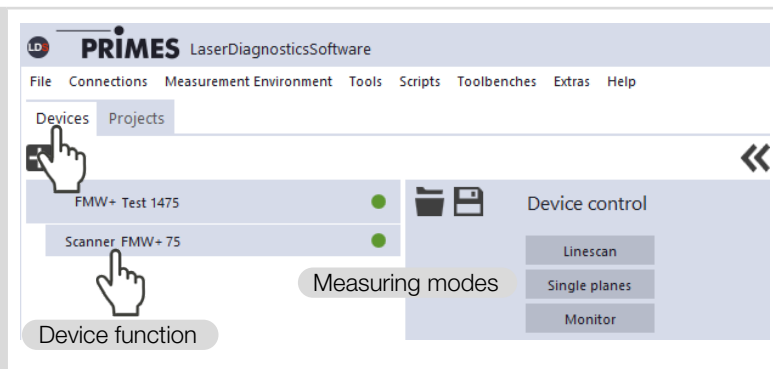 LDS PRIMES LaserDiagnosticsSoftware
File Connections Measurement Environment Tools Scripts Toolbenches Extras Help
Devices Projects
FMW+ Test 1475
Device control
Scanner FMW+ 75
Linescan
Measuring modes
Single planes
Monitor
Device function